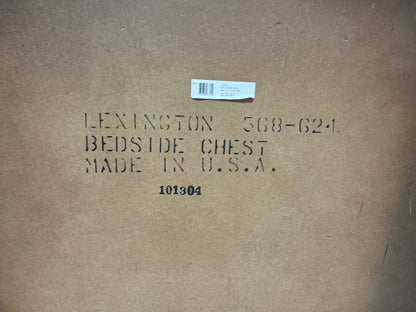 LEXINGTON 568-621
BEDSIDE CHEST
MADE IN U.S.A.
101304